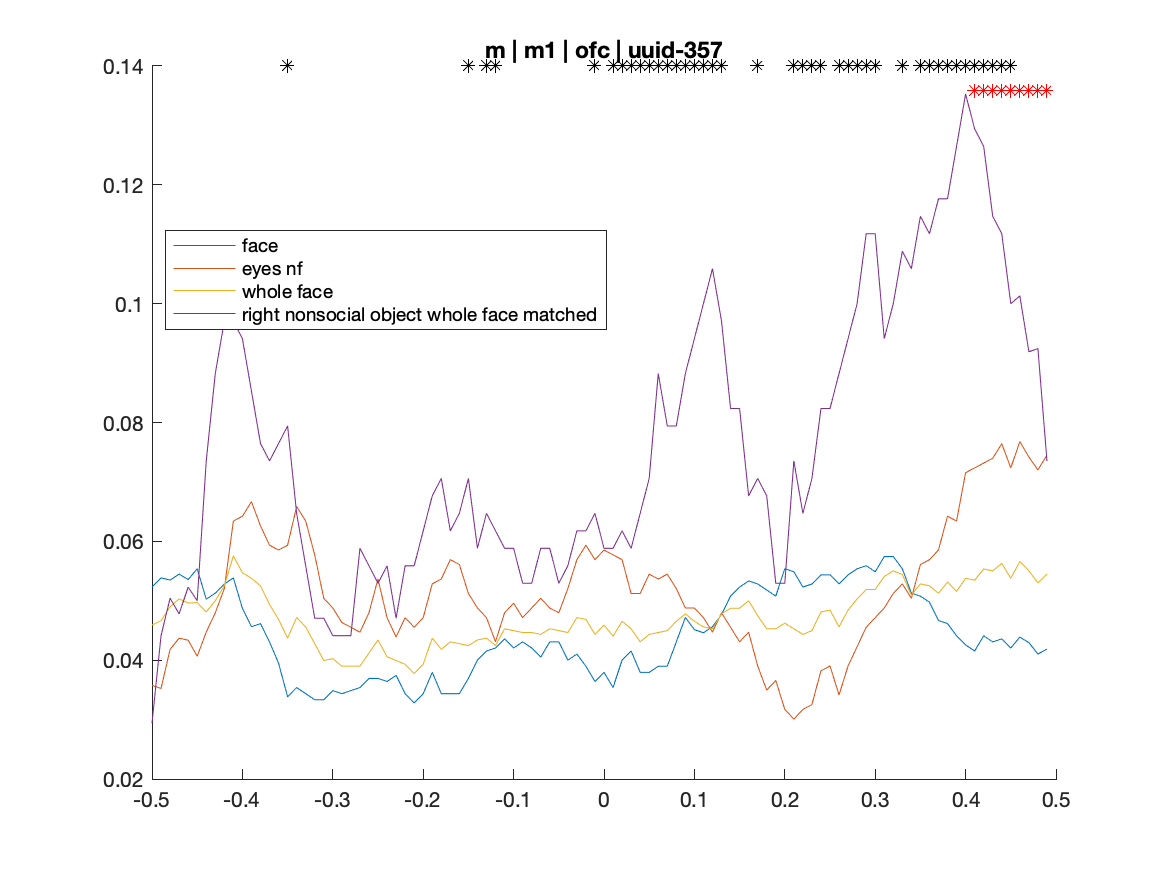 m | m1 | ofc | uuid-357
0.14
0.12
0.1
0.08
0.06
0.04
0.02
face
eyes nf
whole face
right nonsocial object whole face matched
-0.5 -0.4 -0.3 -0.2 -0.1 0 0.1 0.2 0.3 0.4 0.5